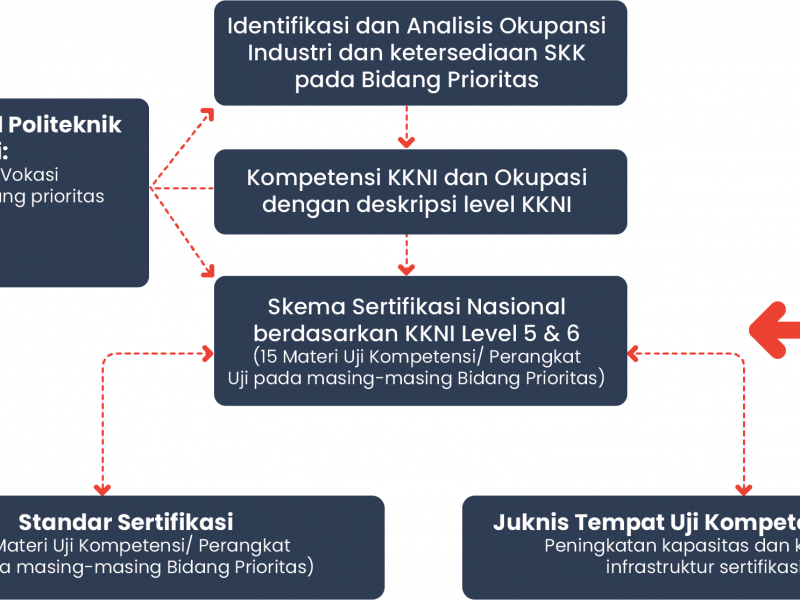 Identifikasi dan Analisis Okupansi
Industri dan ketersediaan SKK
pada Bidang Prioritas
Politeknik
Vokasi
prioritas
Kompetensi KKNI dan Okupasi
dengan deskripsi level KKNI
Skema Sertifikasi Nasional
berdasarkan KKNI Level 5 & 6
(15 Materi Uji Kompetensi/ Perangkat
Uji pada masing-masing Bidang Prioritas)
Standar Sertifikasi
Materi Uji Kompetensi/ Perangkat
masing-masing Bidang Prioritas)
Juknis Tempat Uji
Peningkatan kapasitas dan
infrastruktur sertifikasi